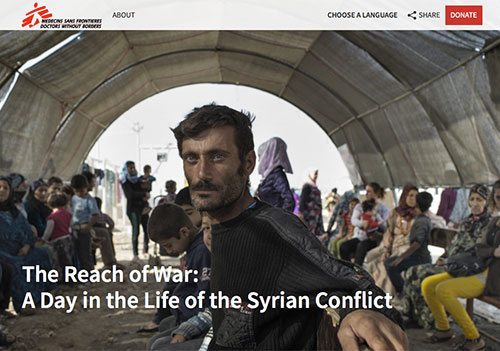 MEDECINS SANS FRONTIERES
DOCTORS WITHOUT BORDERS
ABOUT
CHOOSE A LANGUAGE
SHARE
DONATE
The Reach of War:
A Day in the Life of the Syrian Conflict